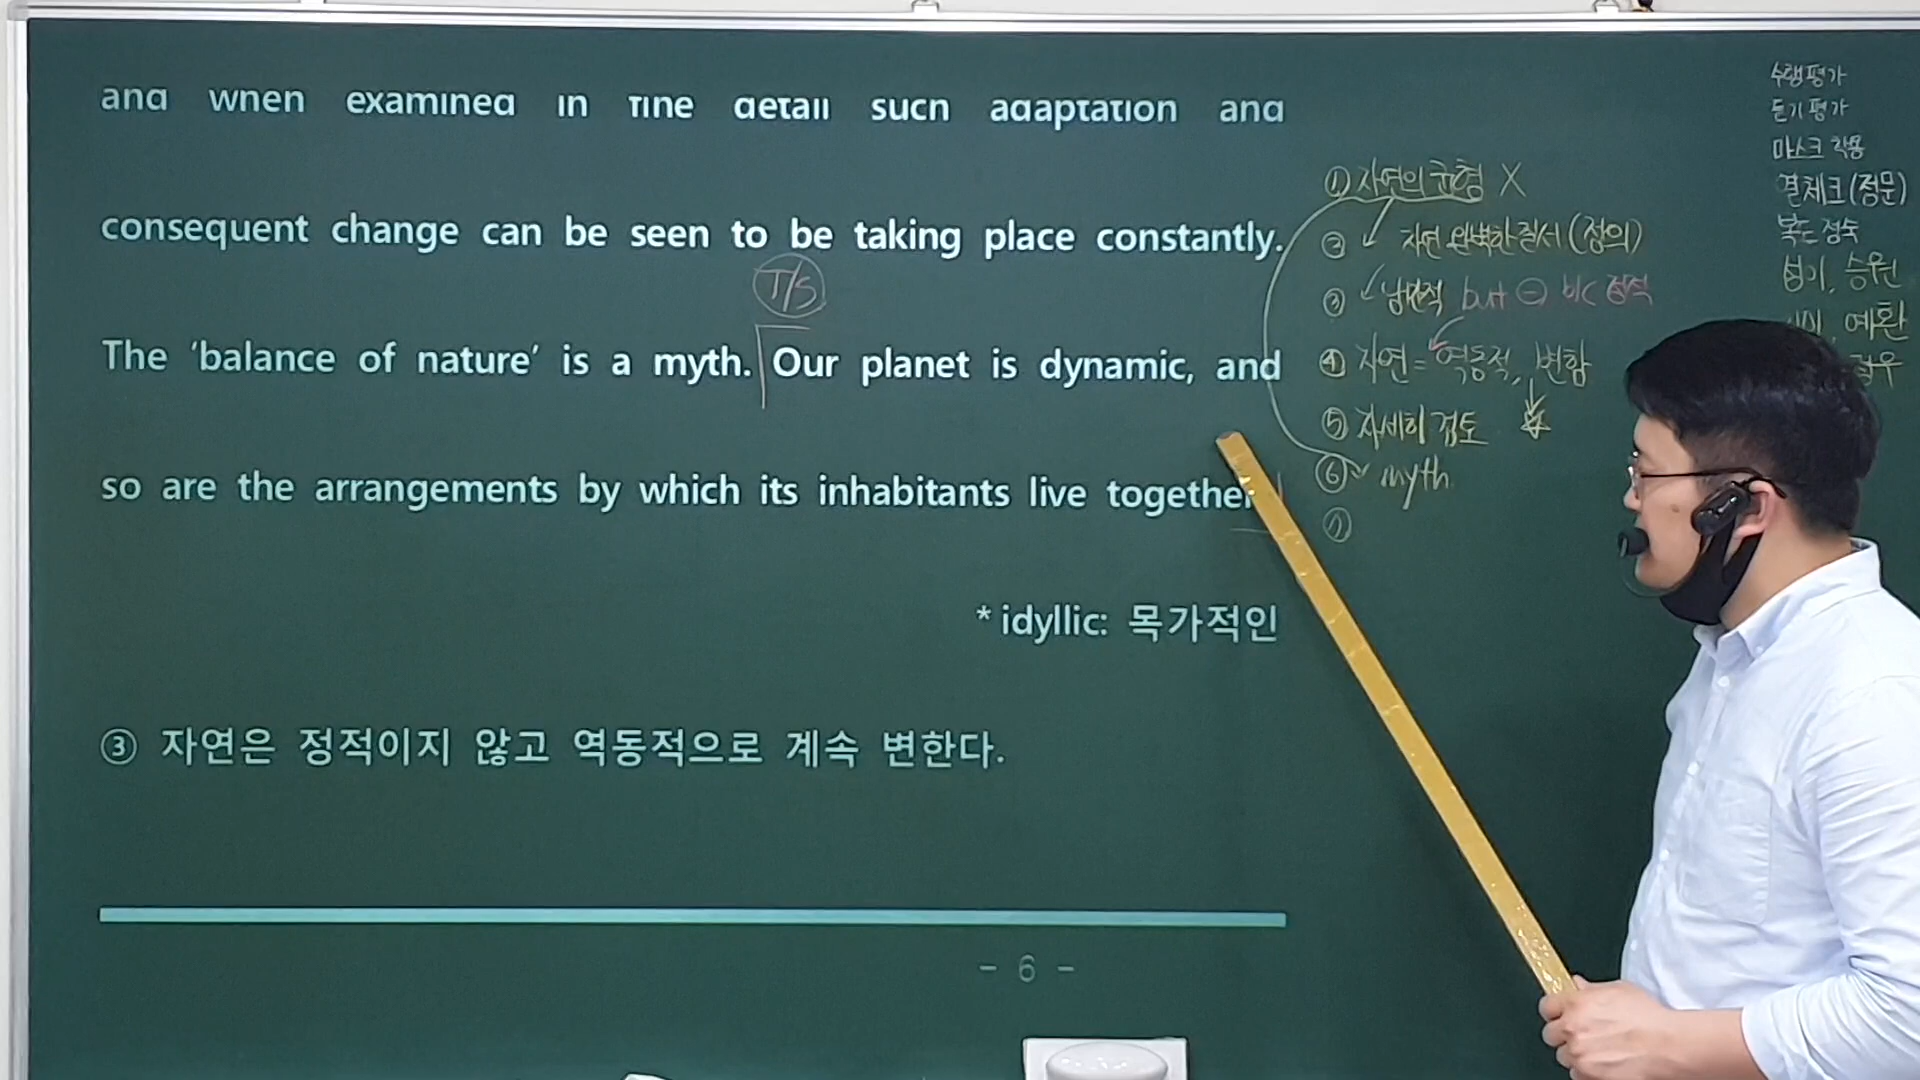 and when examined in fine detail such adaptation and
consequent change can be seen to be taking place constantly.
T/S
The ‘balance of nature’ is a myth. Our planet is dynamic, and
so are the arrangements by which its inhabitants live together
* idyllic: 목가적인
③ 자연은 정적이지 않고 역동적으로 계속 변한다.
- 6 -
① 자연의 균형 X
② 자연 완벽한 질서 (정의)
③ 낭만적 but ⊖ b/c 정적
④ 자연 = 역동적, 변함
⑤ 자세히 검토
⑥ myth
⑦
수행평가
듣기평가
마스크 착용
결체크 (정문)
복도 정숙
승원
예환